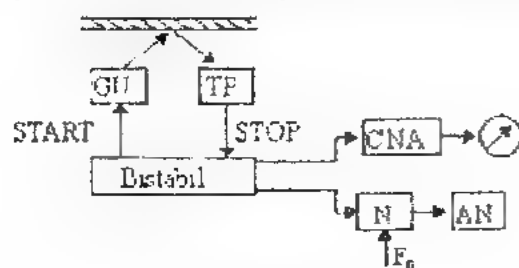 GU TP
START STOP
CNA
Bistabil
N AN
F₀